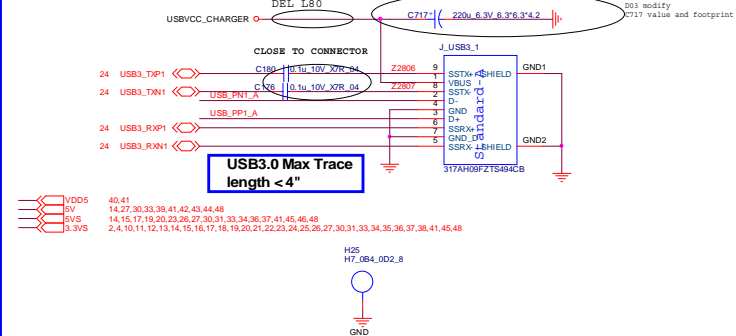 DEL L80
D03 modify
C717 value and footprint
USBVCC_CHARGER
C717
+
220u_6.3V_6.3*6.3*4.2
CLOSE TO CONNECTOR
J_USB3_1
24 USB3_TXP1
C180
0.1u_10V_X7R_04
Z2806
9
SSTX+
SHIELD
GND1
1
VBUS
24 USB3_TXN1
C176
0.1u_10V_X7R_04
Z2807
8
SSTX-
USB_PN1_A
2
D-
4
GND
USB_PP1_A
3
D+
24 USB3_RXP1
6
SSRX+
7
GND_D
24 USB3_RXN1
5
SSRX-
SHIELD
GND2
Standard-A
317AH09FZTS494CB
USB3.0 Max Trace
length < 4"
VDD5 40,41
5V 14,27,30,33,39,41,42,43,44,48
5VS 14,15,17,19,20,23,26,27,30,31,33,34,36,37,41,45,46,48
3.3VS 2,4,10,11,12,13,14,15,16,17,18,19,20,21,22,23,24,25,26,27,30,31,33,34,35,36,37,38,41,45,48
H25
H7_0B4_0D2_8
GND